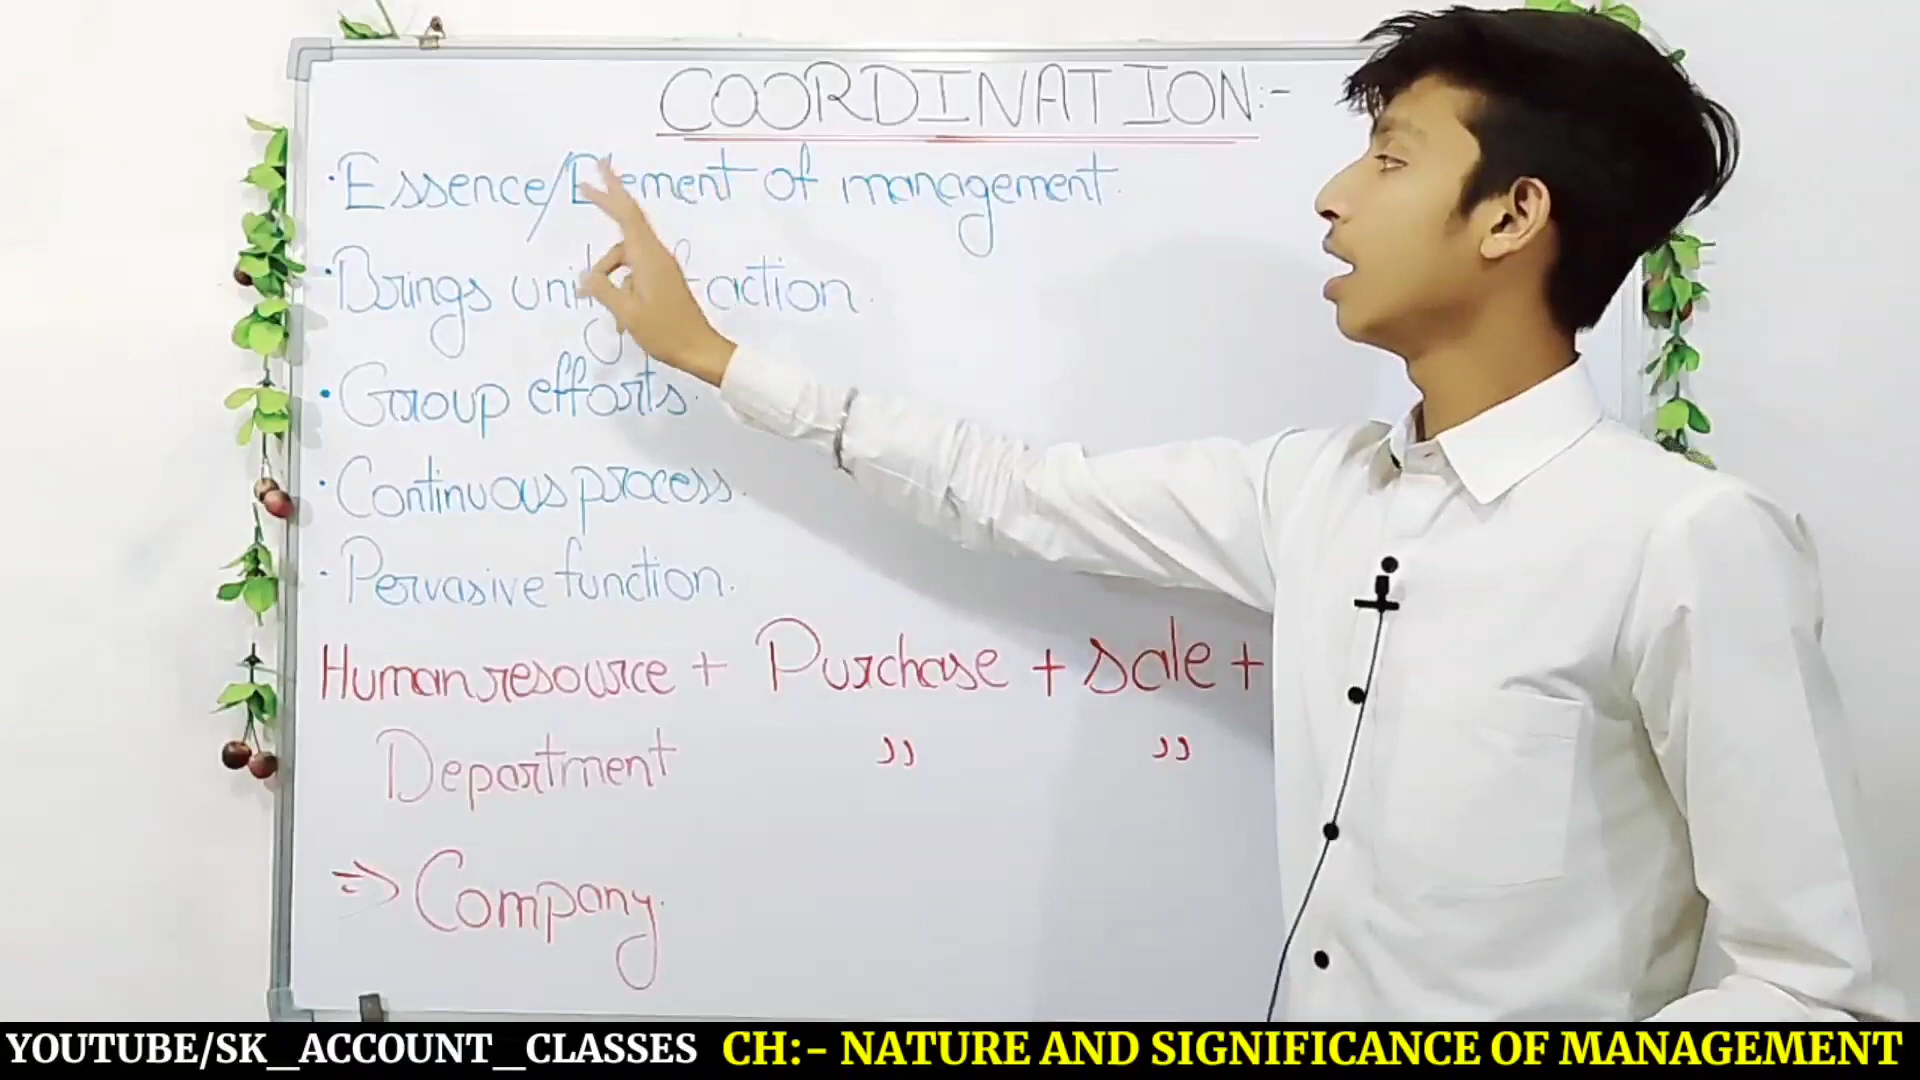 COORDINATION:-
·Essence/Element of management.
·Brings unity of action.
·Group efforts.
·Continuous process.
·Pervasive function.
Human resource + Purchase + Sale +
Department ,, ,,
=> Company.
YOUTUBE/SK_ACCOUNT_CLASSES CH:- NATURE AND SIGNIFICANCE OF MANAGEMENT